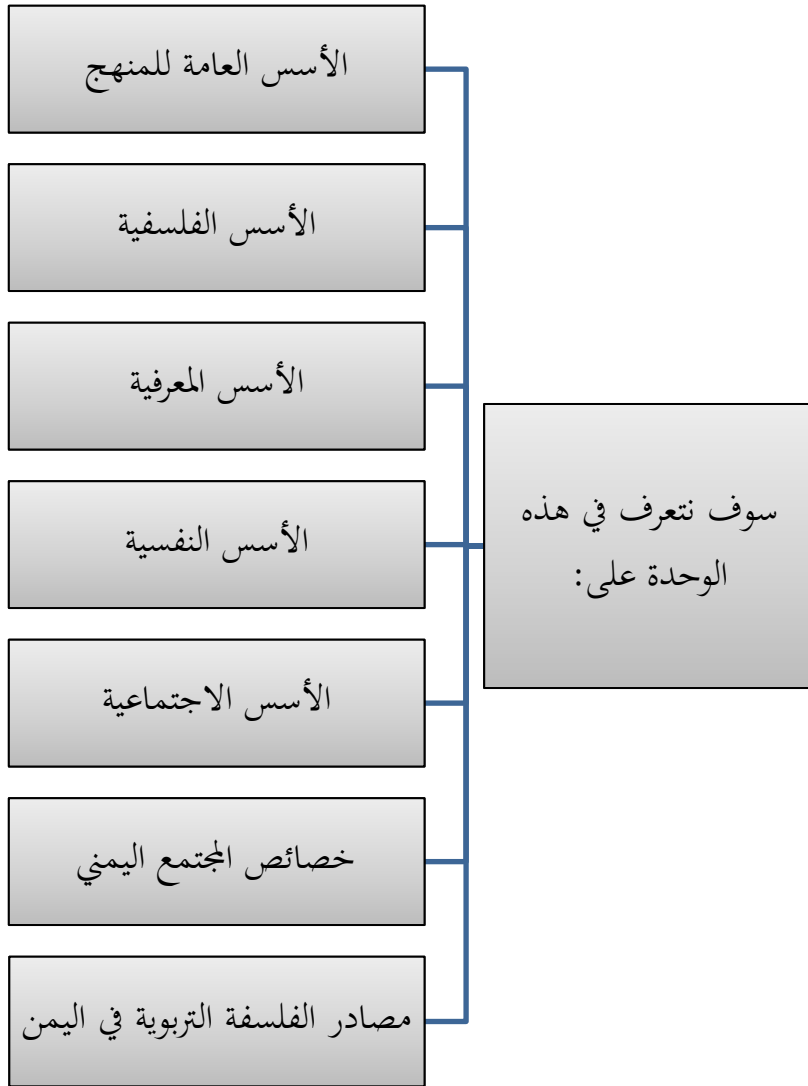 سوف نتعرف في هذه
الوحدة على:
الأسس العامة للمنهج
الأسس الفلسفية
الأسس المعرفية
الأسس النفسية
الأسس الاجتماعية
خصائص المجتمع اليمني
مصادر الفلسفة التربوية في اليمن